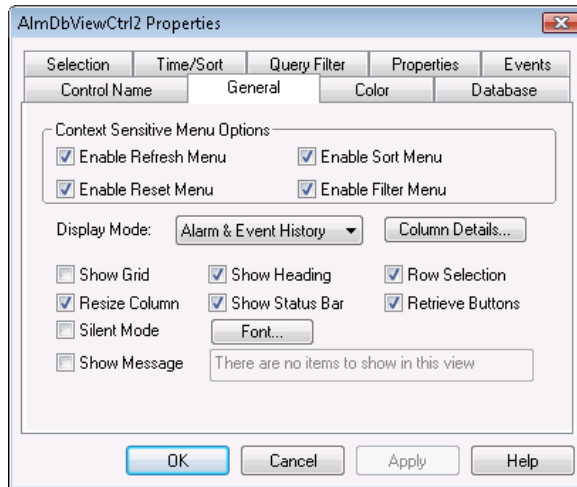 AlmDbViewCtrl2 Properties
Selection Time/Sort Query Filter Properties Events
Control Name General Color Database
Context Sensitive Menu Options
Enable Refresh Menu Enable Sort Menu
Enable Reset Menu Enable Filter Menu
Display Mode: Alarm & Event History Column Details...
Show Grid Show Heading Row Selection
Resize Column Show Status Bar Retrieve Buttons
Silent Mode Font...
Show Message There are no items to show in this view
OK Cancel Apply Help